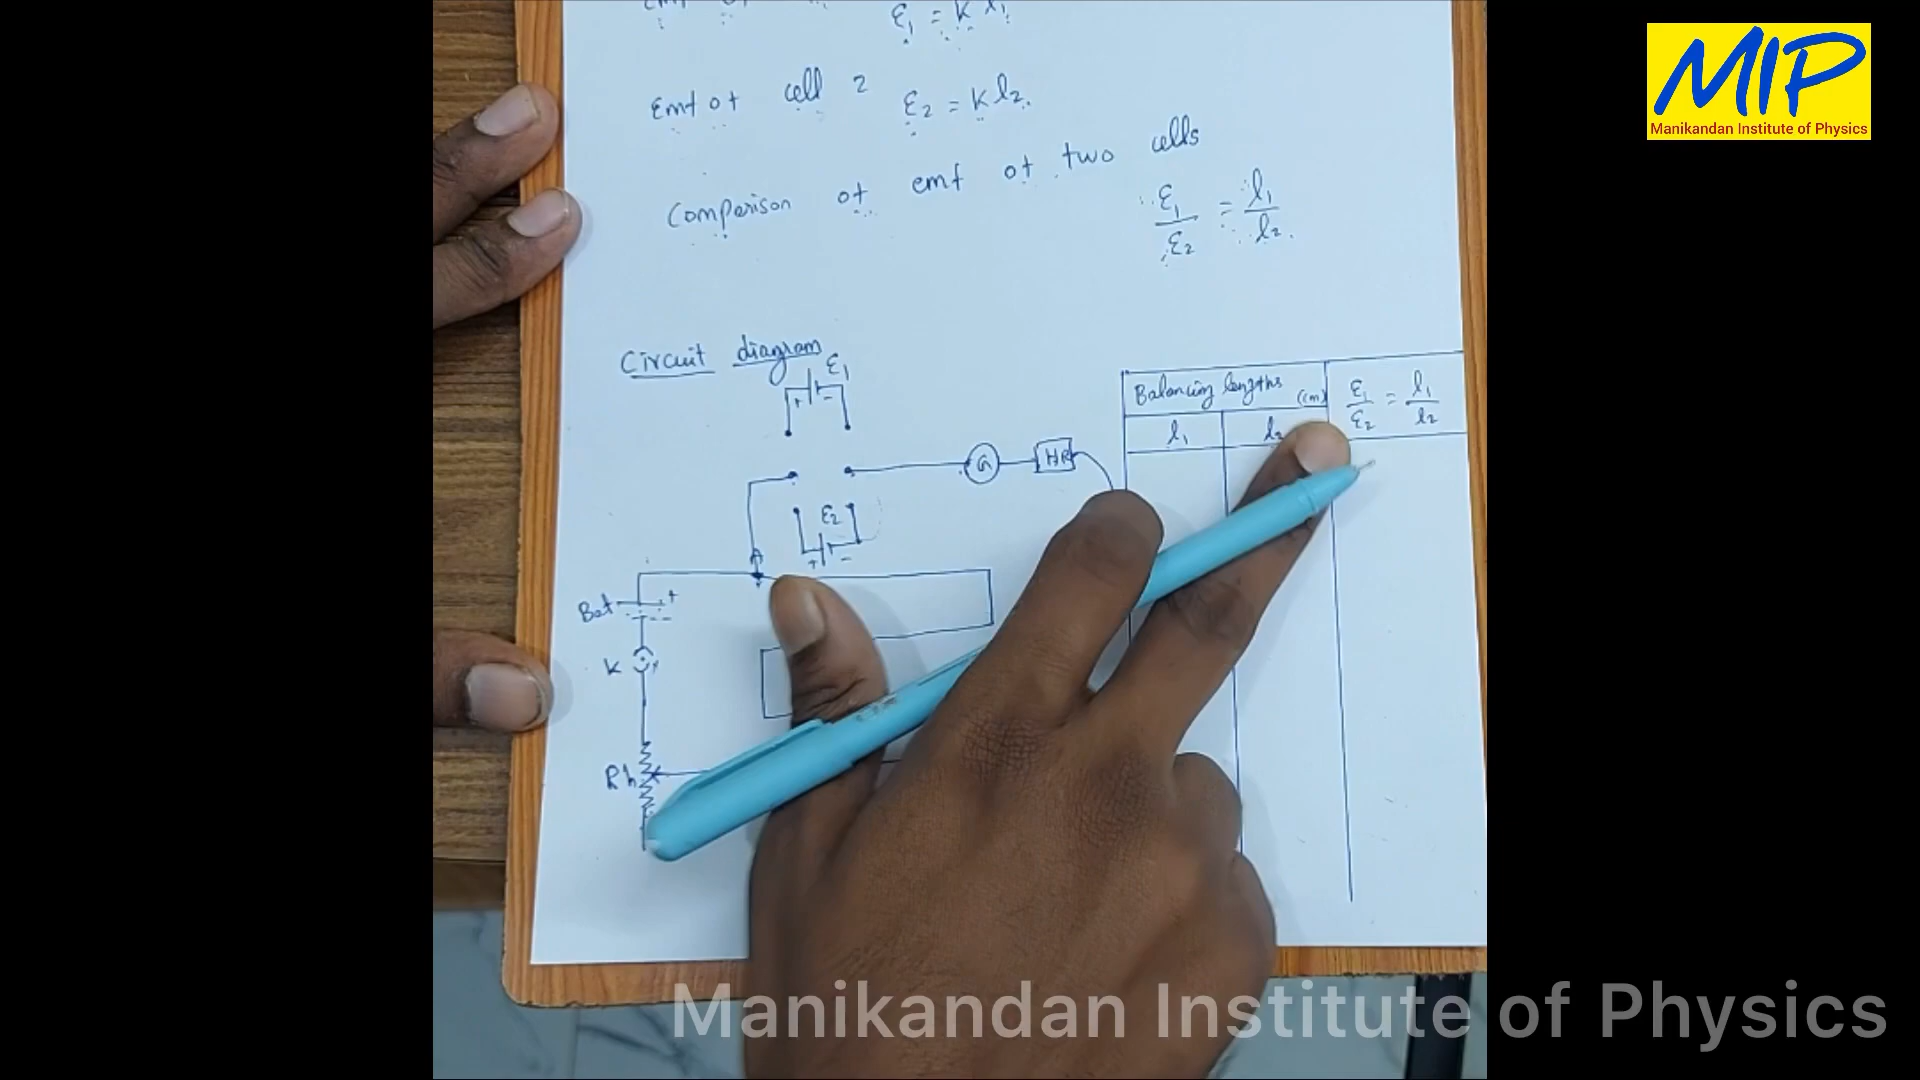 ε₁ = K l₁
Emf of cell 2 ε₂ = K l₂.
Comparison of emf of two cells
ε₁/ε₂ = l₁/l₂.
Circuit diagram
ε₁
+ -
G HR
ε₂
+ -
Bat +
K
Rh
Balancing lengths (cm)
l₁ l₂
ε₁/ε₂ = l₁/l₂
MIP
Manikandan Institute of Physics
Manikandan Institute of Physics